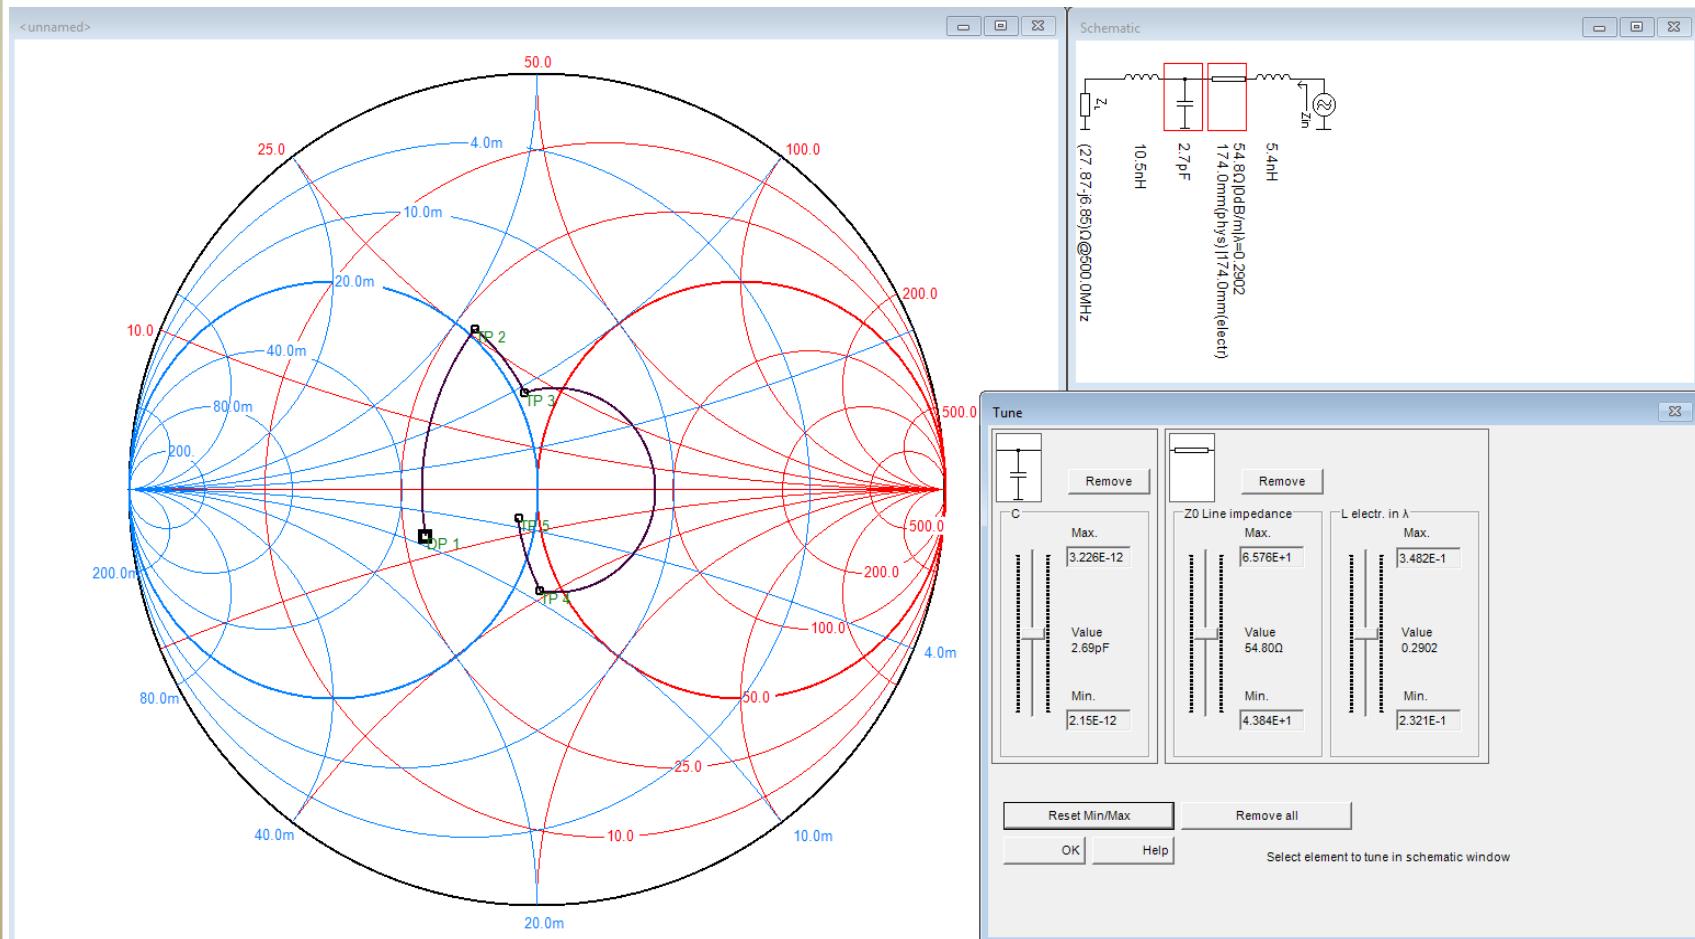 <unnamed>
50.0
25.0
4.0m
100.0
10.0m
20.0m
200.0
10.0
TP 2
40.0m
TP 3
80.0m
500.0
200.
TP 5
500.0
DP 1
200.0m
200.0
TP 4
100.0
4.0m
80.0m
50.0
25.0
40.0m
10.0
10.0m
20.0m
Schematic
ZL
Zin
(27.87-j6.85)Ω@500.0MHz
10.5nH
2.7pF
54.8Ω|0dB/m|λ=0.2902
174.0mm(phys)|174.0mm(electr)
5.4nH
Tune
Remove
Remove
C
Max.
3.226E-12
Value
2.69pF
Min.
2.15E-12
Z0 Line impedance
Max.
6.576E+1
Value
54.80Ω
Min.
4.384E+1
L electr. in λ
Max.
3.482E-1
Value
0.2902
Min.
2.321E-1
Reset Min/Max
Remove all
OK
Help
Select element to tune in schematic window